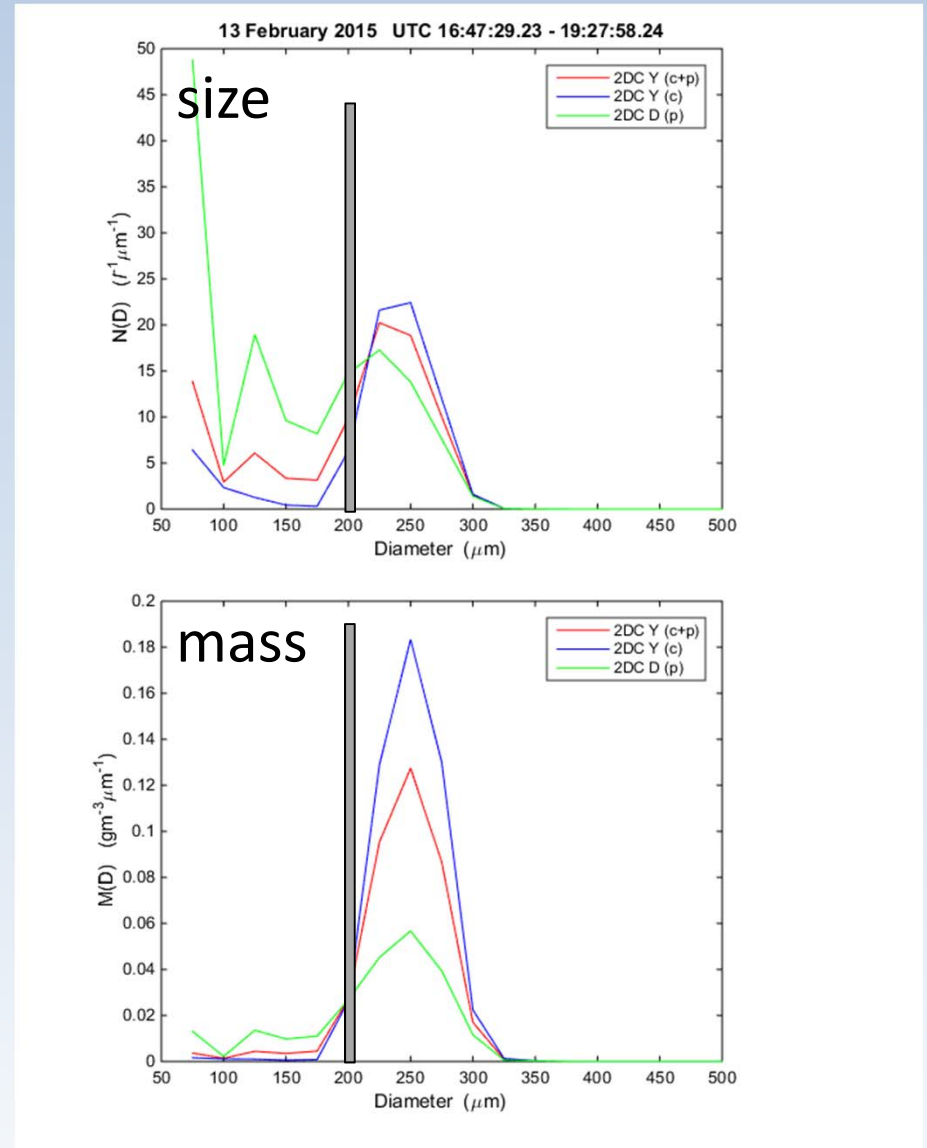 13 February 2015 UTC 16:47:29.23 - 19:27:58.24
size
2DC Y (c+p)
2DC Y (c)
2DC D (p)
N(D) (l⁻¹μm⁻¹)
50
45
40
35
30
25
20
15
10
5
0
50 100 150 200 250 300 350 400 450 500
Diameter (μm)
mass
2DC Y (c+p)
2DC Y (c)
2DC D (p)
M(D) (gm⁻³μm⁻¹)
0.2
0.18
0.16
0.14
0.12
0.1
0.08
0.06
0.04
0.02
0
50 100 150 200 250 300 350 400 450 500
Diameter (μm)